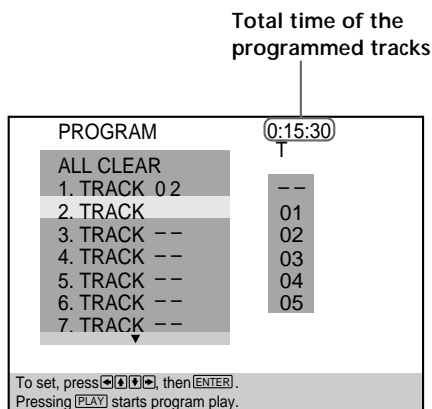 Total time of the
programmed tracks
PROGRAM 0:15:30
T
ALL CLEAR
1. TRACK 0 2 – –
2. TRACK 01
3. TRACK – – 02
4. TRACK – – 03
5. TRACK – – 04
6. TRACK – – 05
7. TRACK – –
To set, press ←↑↓→, then ENTER.
Pressing PLAY starts program play.